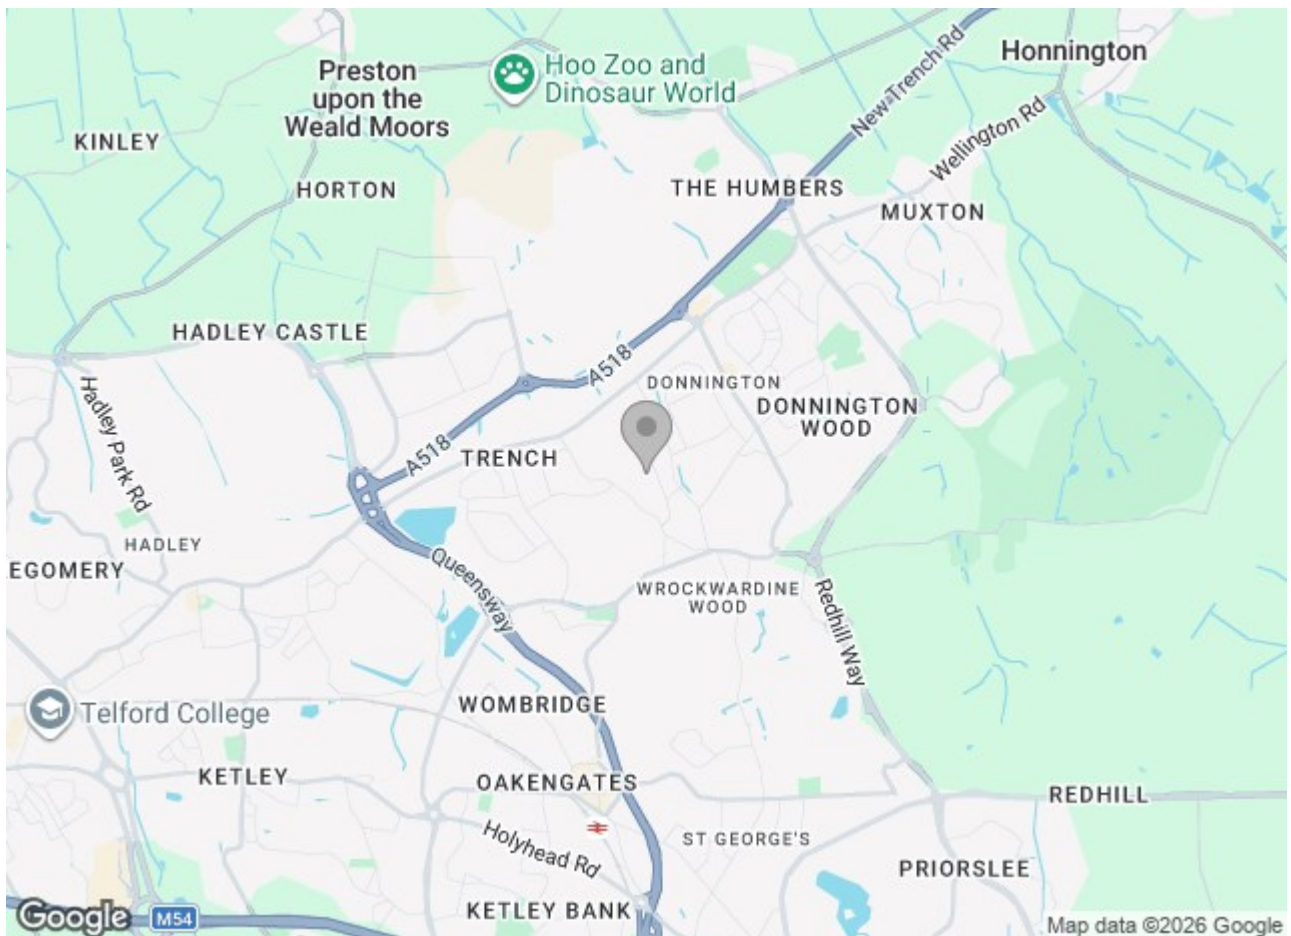 Honnington
New Trench Rd
Hoo Zoo and
Dinosaur World
Preston
upon the
Weald Moors
KINLEY
Wellington Rd
HORTON
THE HUMBERS
MUXTON
HADLEY CASTLE
A518
DONNINGTON
DONNINGTON
WOOD
Hadley Park Rd
A518
TRENCH
HADLEY
EGOMERY
Queensway
WROCKWARDINE
WOOD
Redhill Way
Telford College
WOMBRIDGE
KETLEY
OAKENGATES
REDHILL
Holyhead Rd
ST GEORGE'S
PRIORSLEE
KETLEY BANK
Google
M54
Map data ©2026 Google